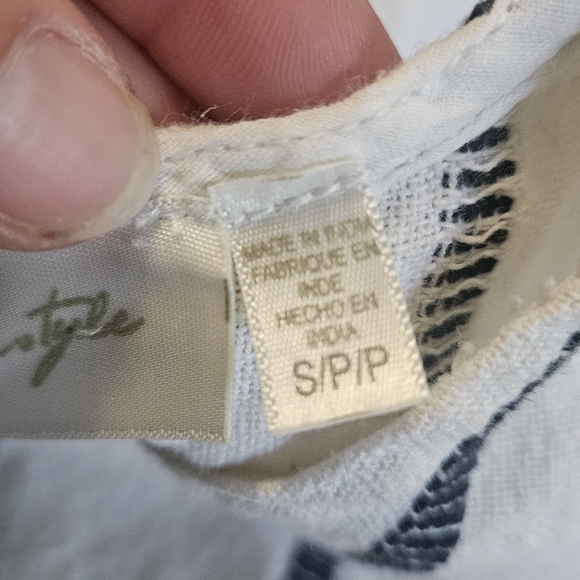 style
MADE IN INDIA
FABRIQUE EN
INDE
HECHO EN
INDIA
S/P/P